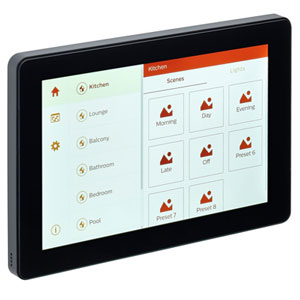 Kitchen
Lounge
Balcony
Bathroom
Bedroom
Pool
Kitchen
Scenes
Lights
Morning
Day
Evening
Late
Off
Preset 6
Preset 7
Preset 8